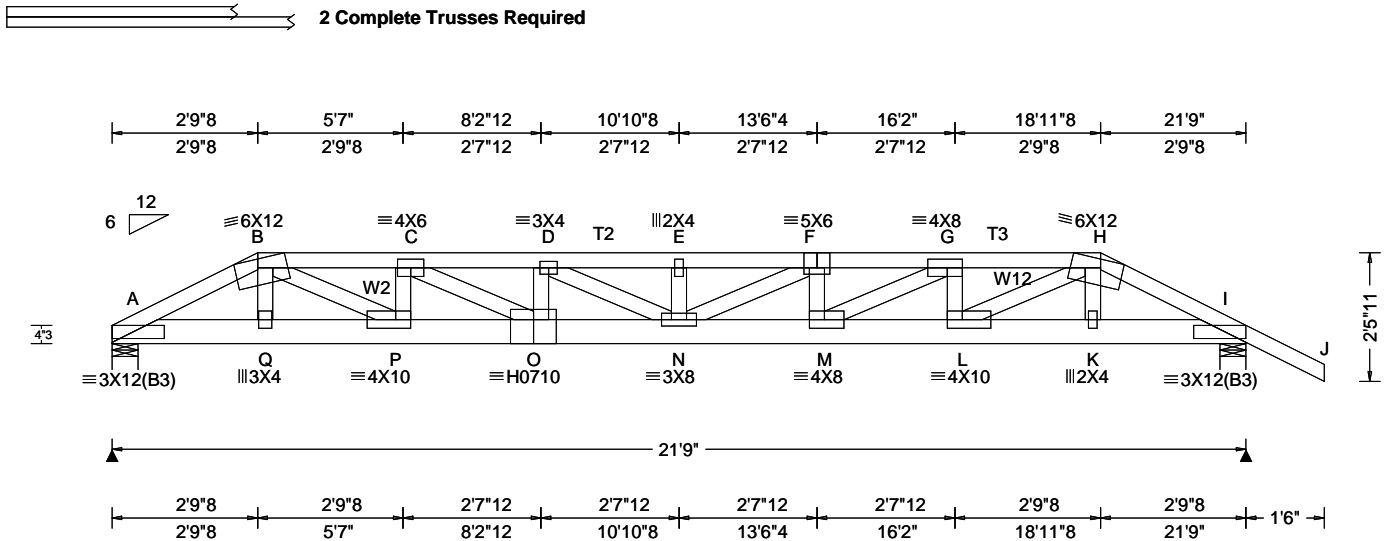 2 Complete Trusses Required
2'9"8 5'7" 8'2"12 10'10"8 13'6"4 16'2" 18'11"8 21'9"
2'9"8 2'9"8 2'7"12 2'7"12 2'7"12 2'7"12 2'9"8 2'9"8
12
6
≡6X12 ≡4X6 ≡3X4 |||2X4 ≡5X6 ≡4X8 ≡6X12
B C D T2 E F G T3 H
W2 W12
A I
4"3
2'5"11
J
Q P O N M L K
≡3X12(B3) |||3X4 ≡4X10 ≡H0710 ≡3X8 ≡4X8 ≡4X10 |||2X4 ≡3X12(B3)
21'9"
2'9"8 2'9"8 2'7"12 2'7"12 2'7"12 2'7"12 2'9"8 2'9"8
1'6"
2'9"8 5'7" 8'2"12 10'10"8 13'6"4 16'2" 18'11"8 21'9"